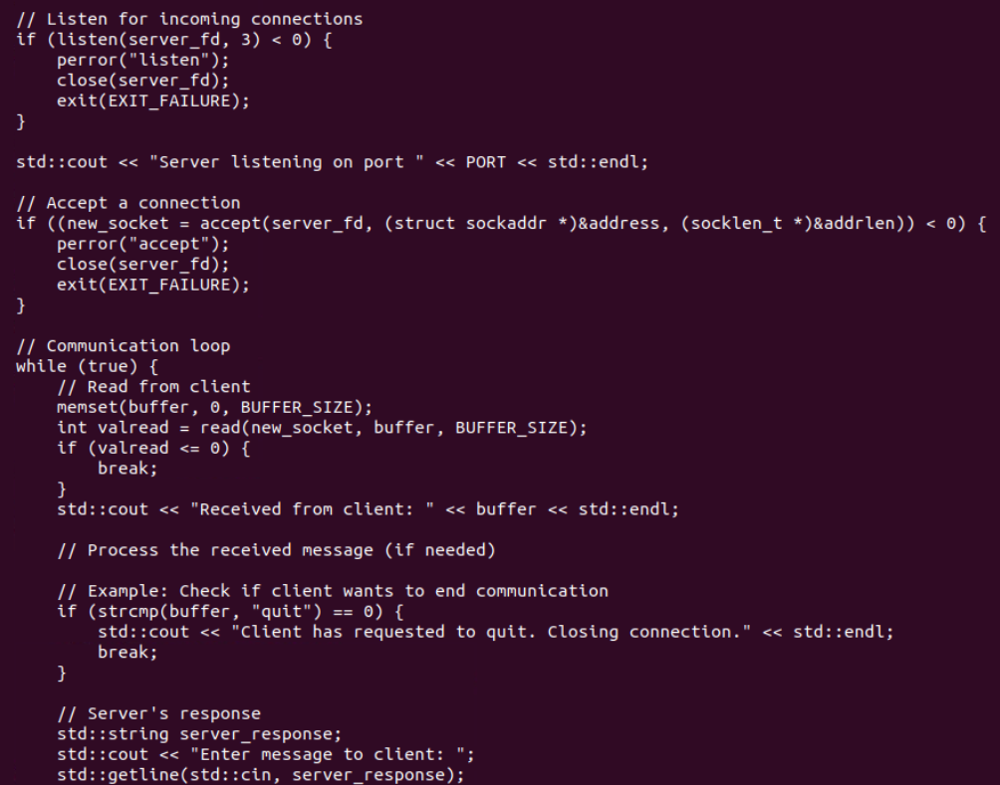 // Listen for incoming connections
if (listen(server_fd, 3) < 0) {
    perror("listen");
    close(server_fd);
    exit(EXIT_FAILURE);
}

std::cout << "Server listening on port " << PORT << std::endl;

// Accept a connection
if ((new_socket = accept(server_fd, (struct sockaddr *)&address, (socklen_t *)&addrlen)) < 0) {
    perror("accept");
    close(server_fd);
    exit(EXIT_FAILURE);
}

// Communication loop
while (true) {
    // Read from client
    memset(buffer, 0, BUFFER_SIZE);
    int valread = read(new_socket, buffer, BUFFER_SIZE);
    if (valread <= 0) {
        break;
    }
    std::cout << "Received from client: " << buffer << std::endl;

    // Process the received message (if needed)

    // Example: Check if client wants to end communication
    if (strcmp(buffer, "quit") == 0) {
        std::cout << "Client has requested to quit. Closing connection." << std::endl;
        break;
    }

    // Server's response
    std::string server_response;
    std::cout << "Enter message to client: ";
    std::getline(std::cin, server_response);